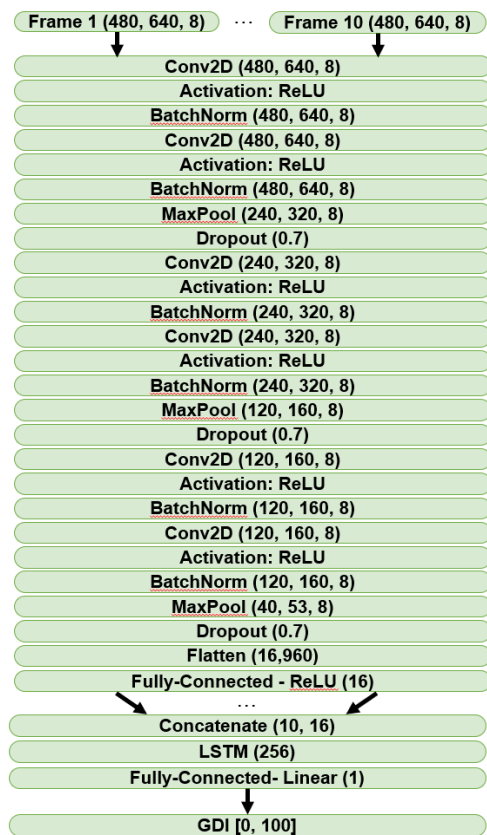 Frame 1 (480, 640, 8) ... Frame 10 (480, 640, 8)
Conv2D (480, 640, 8)
Activation: ReLU
BatchNorm (480, 640, 8)
Conv2D (480, 640, 8)
Activation: ReLU
BatchNorm (480, 640, 8)
MaxPool (240, 320, 8)
Dropout (0.7)
Conv2D (240, 320, 8)
Activation: ReLU
BatchNorm (240, 320, 8)
Conv2D (240, 320, 8)
Activation: ReLU
BatchNorm (240, 320, 8)
MaxPool (120, 160, 8)
Dropout (0.7)
Conv2D (120, 160, 8)
Activation: ReLU
BatchNorm (120, 160, 8)
Conv2D (120, 160, 8)
Activation: ReLU
BatchNorm (120, 160, 8)
MaxPool (40, 53, 8)
Dropout (0.7)
Flatten (16,960)
Fully-Connected - ReLU (16)
...
Concatenate (10, 16)
LSTM (256)
Fully-Connected- Linear (1)
GDI [0, 100]